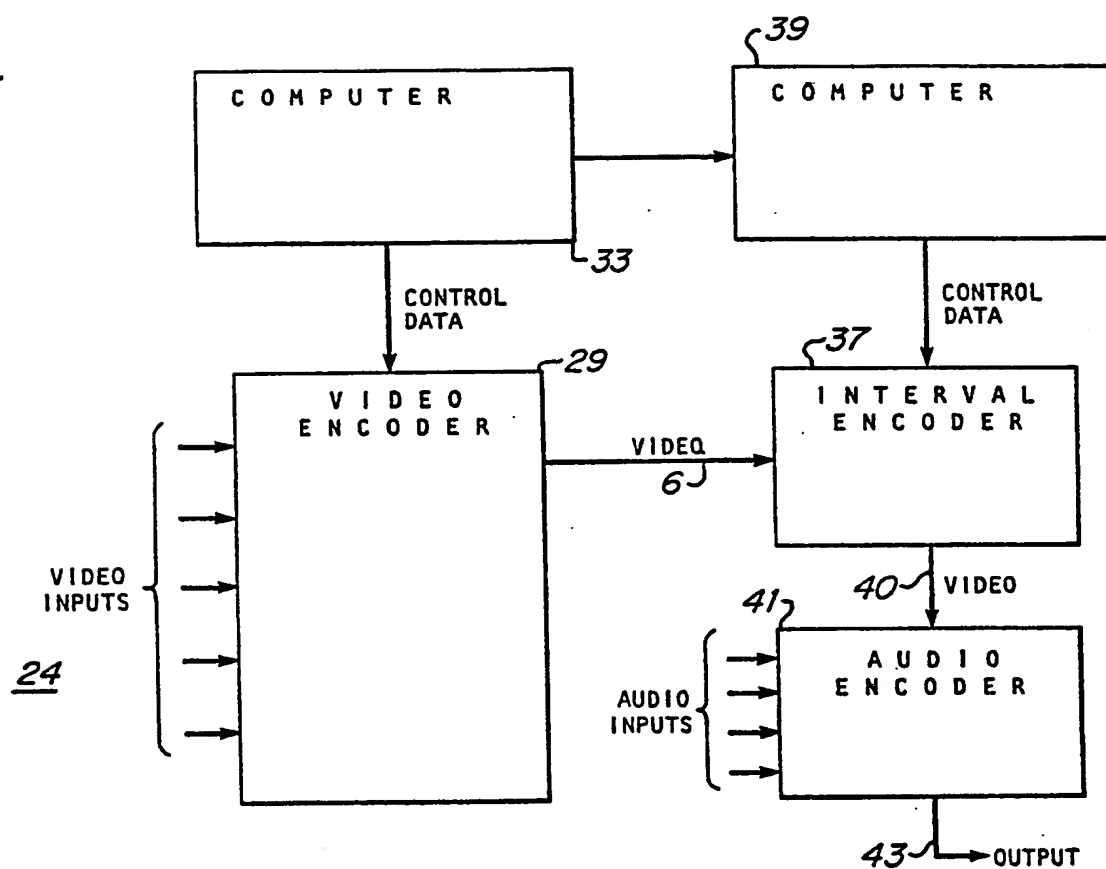 39
COMPUTER
COMPUTER
33
CONTROL
DATA
CONTROL
DATA
37
29
VIDEO
ENCODER
INTERVAL
ENCODER
VIDEO
6
VIDEO
INPUTS
40
VIDEO
41
24
AUDIO
INPUTS
AUDIO
ENCODER
43
OUTPUT